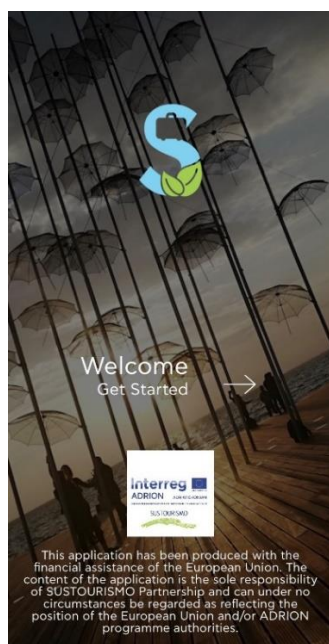 S
Welcome
Get Started
Interreg
ADRION
SUSTOURISMO
This application has been produced with the
financial assistance of the European Union. The
content of the application is the sole responsibility
of SUSTOURISMO Partnership and can under no
circumstances be regarded as reflecting the
position of the European Union and/or ADRION
programme authorities.